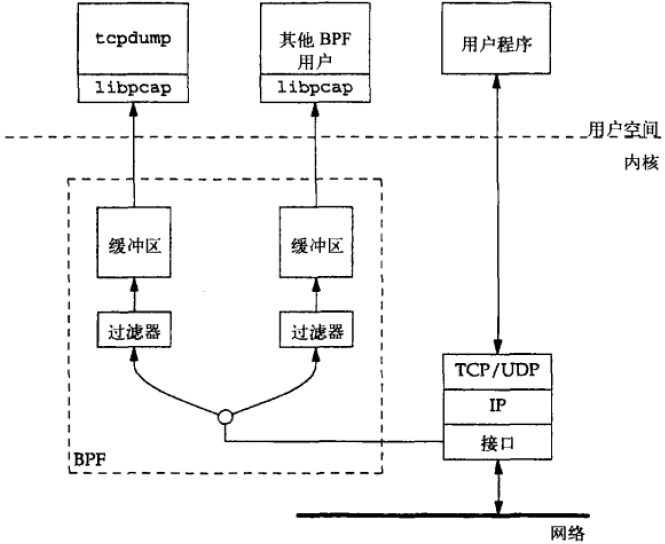 tcpdump
libpcap
其他 BPF
用户
libpcap
用户程序
用户空间
内核
缓冲区
缓冲区
过滤器
过滤器
TCP/UDP
IP
接口
BPF
网络